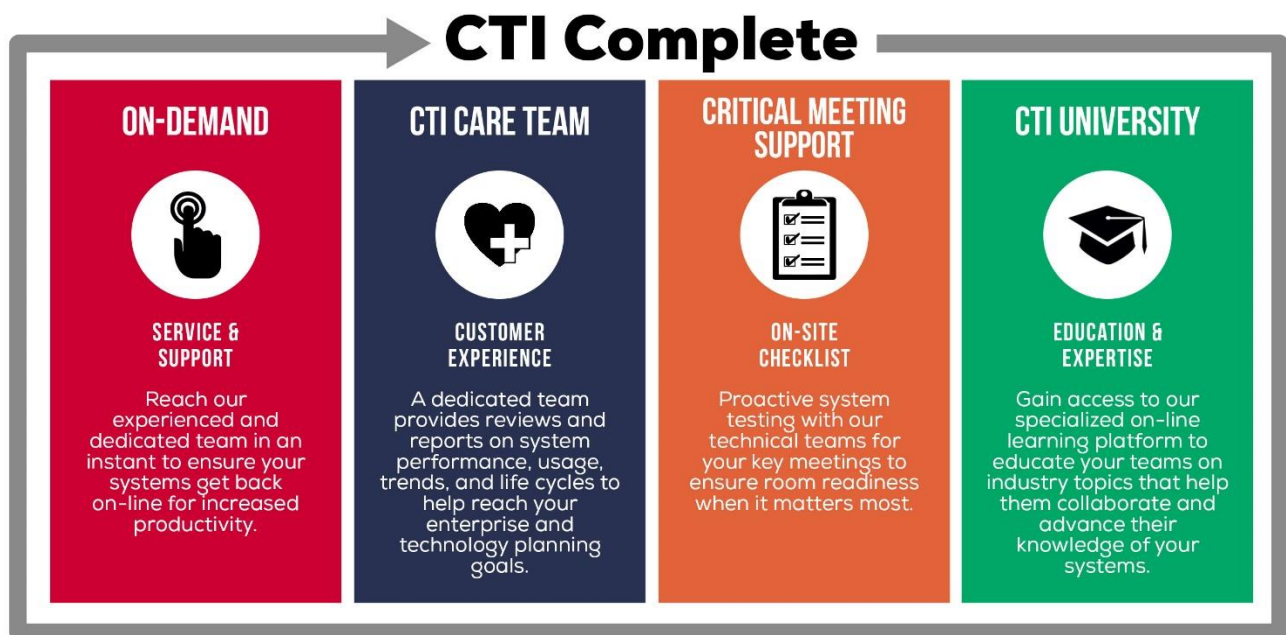 CTI Complete
ON-DEMAND
SERVICE &
SUPPORT
Reach our
experienced and
dedicated team in an
instant to ensure your
systems get back
on-line for increased
productivity.
CTI CARE TEAM
CUSTOMER
EXPERIENCE
A dedicated team
provides reviews and
reports on system
performance, usage,
trends, and life cycles to
help reach your
enterprise and
technology planning
goals.
CRITICAL MEETING
SUPPORT
ON-SITE
CHECKLIST
Proactive system
testing with our
technical teams for
your key meetings to
ensure room readiness
when it matters most.
CTI UNIVERSITY
EDUCATION &
EXPERTISE
Gain access to our
specialized on-line
learning platform to
educate your teams on
industry topics that help
them collaborate and
advance their
knowledge of your
systems.